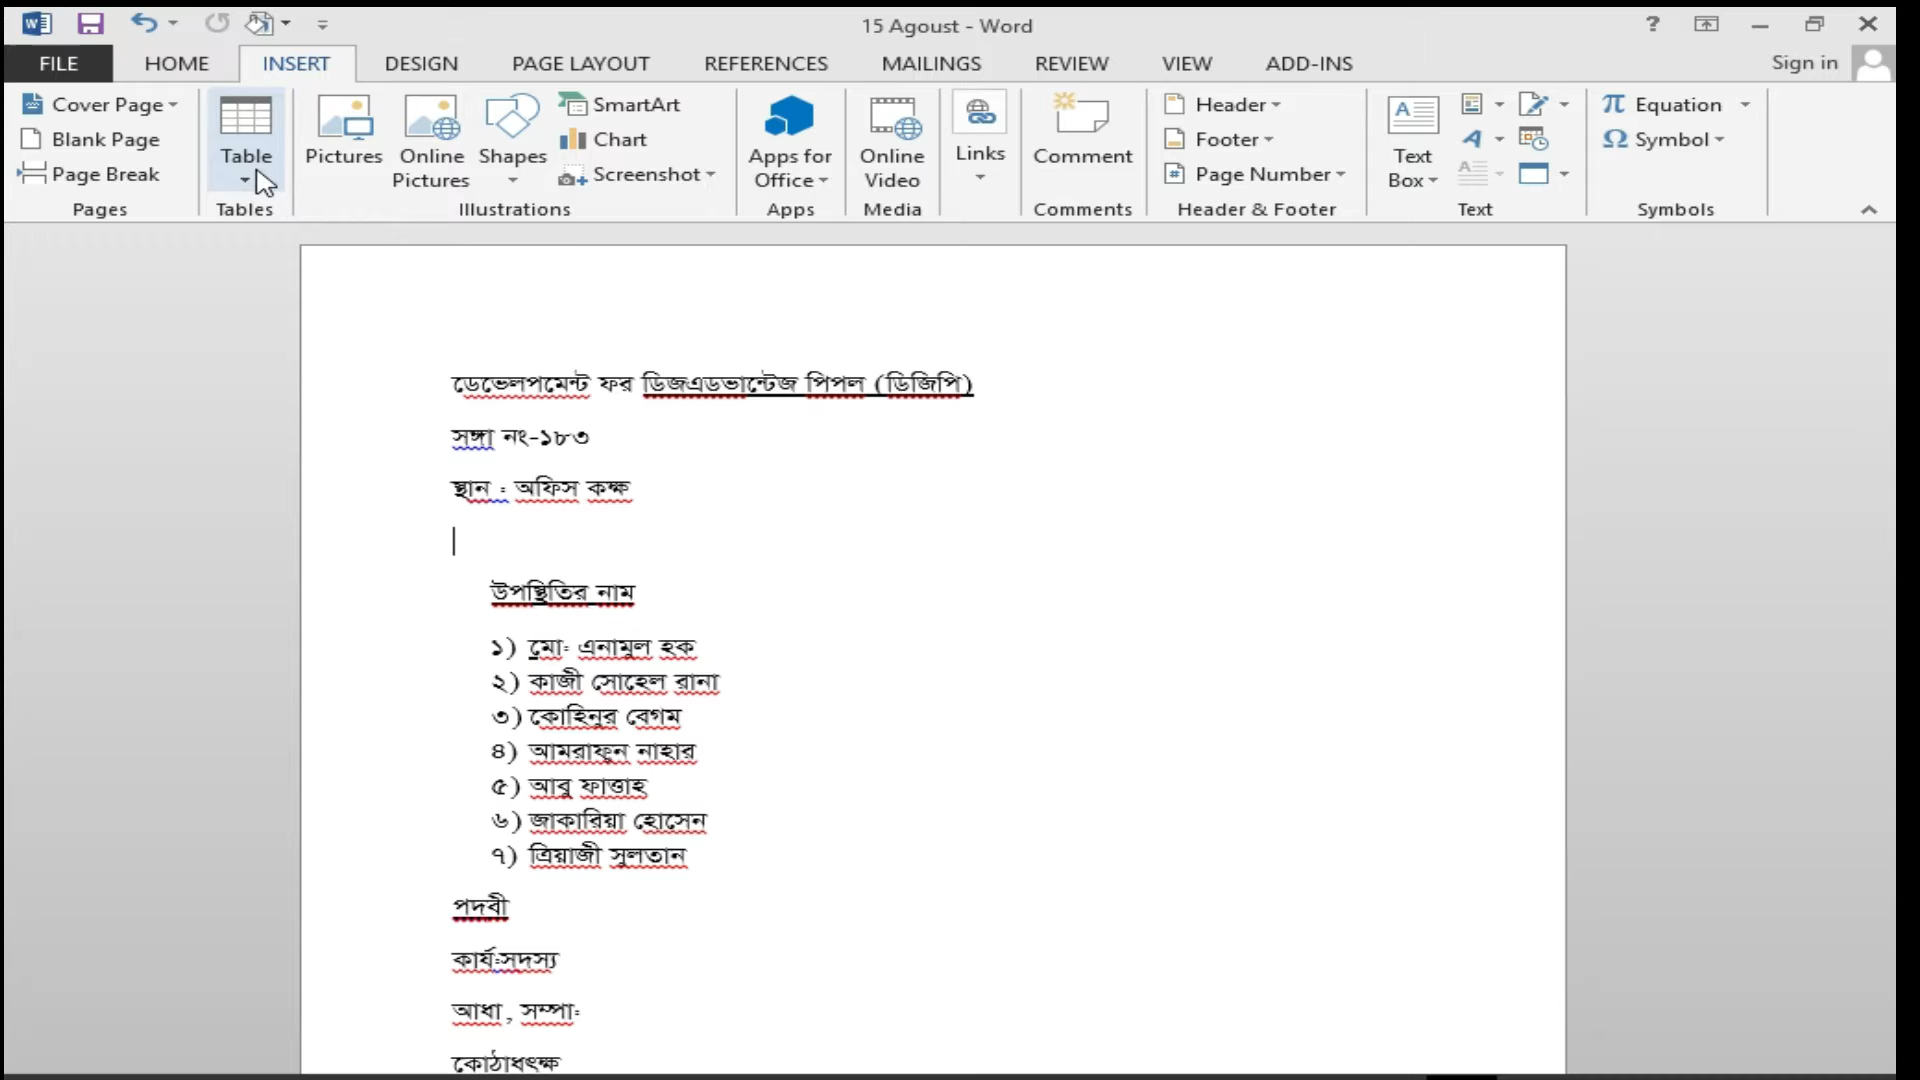 15 Agoust - Word
?
FILE HOME INSERT DESIGN PAGE LAYOUT REFERENCES MAILINGS REVIEW VIEW ADD-INS Sign in
Cover Page
Blank Page
Page Break
Pages
Table
Tables
Pictures
Online Pictures
Shapes
SmartArt
Chart
Screenshot
Illustrations
Apps for Office
Apps
Online Video
Media
Links
Comment
Comments
Header
Footer
Page Number
Header & Footer
Text Box
Text
π Equation
Ω Symbol
Symbols
ডেভেলপমেন্ট ফর ডিজএডভান্টেজ পিপল (ডিজিপি)
সঙ্গা নং-১৮৩
স্থান : অফিস কক্ষ
উপস্থিতির নাম
১) মো: এনামুল হক
২) কাজী সোহেল রানা
৩) কোহিনুর বেগম
৪) আমরাফুন নাহার
৫) আবু ফাত্তাহ
৬) জাকারিয়া হোসেন
৭) ত্রিয়াজী সুলতান
পদবী
কার্য:সদস্য
আধা, সম্পা:
কোঠাধৎক্ষ